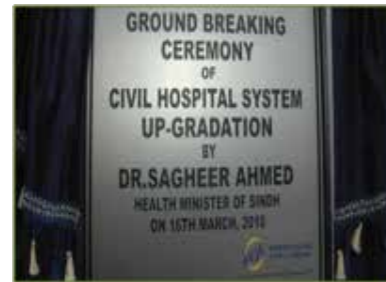 GROUND BREAKING
CEREMONY
OF
CIVIL HOSPITAL SYSTEM
UP-GRADATION
BY
DR.SAGHEER AHMED
HEALTH MINISTER OF SINDH
ON 16TH MARCH, 2010